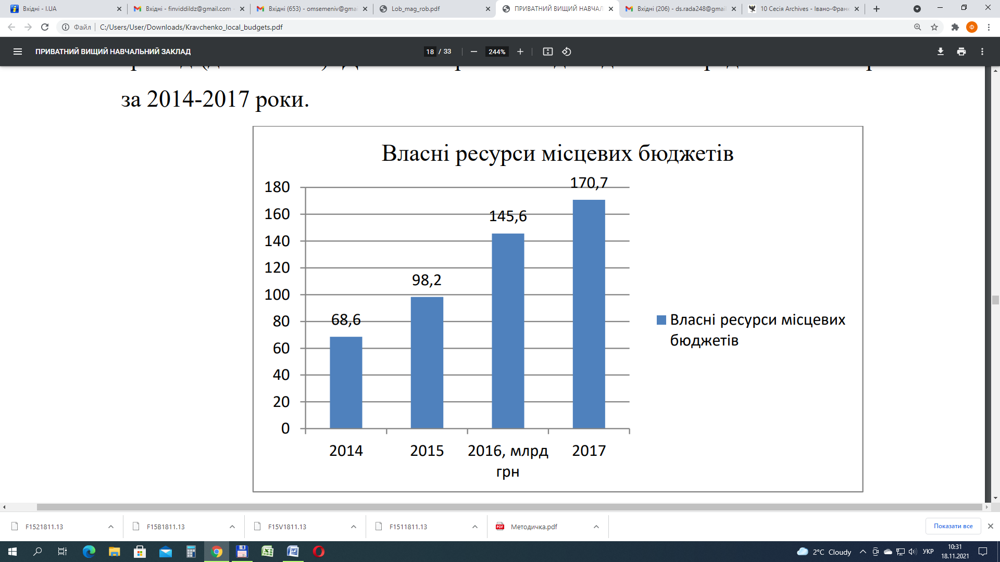 Вхідні - I.UA
Вхідні - finviddildz@gmail.com
Вхідні (653) - omsemeniv@gma
Lob_mag_rob.pdf
ПРИВАТНИЙ ВИЩИЙ НАВЧАЛ
Вхідні (206) - ds.rada248@gmail
10 Сесія Archives - Івано-Франк
Файл
C:/Users/User/Downloads/Kravchenko_local_budgets.pdf
Ф
ПРИВАТНИЙ ВИЩИЙ НАВЧАЛЬНИЙ ЗАКЛАД
18 / 33
244%
за 2014-2017 роки.
Власні ресурси місцевих бюджетів
180
160
140
120
100
80
60
40
20
0
68,6
98,2
145,6
170,7
2014
2015
2016, млрд
грн
2017
Власні ресурси місцевих
бюджетів
F1521811.13
F15B1811.13
F15V1811.13
F1511811.13
PDF
Методичка.pdf
Показати все
2°C Cloudy
УКР
10:31
18.11.2021